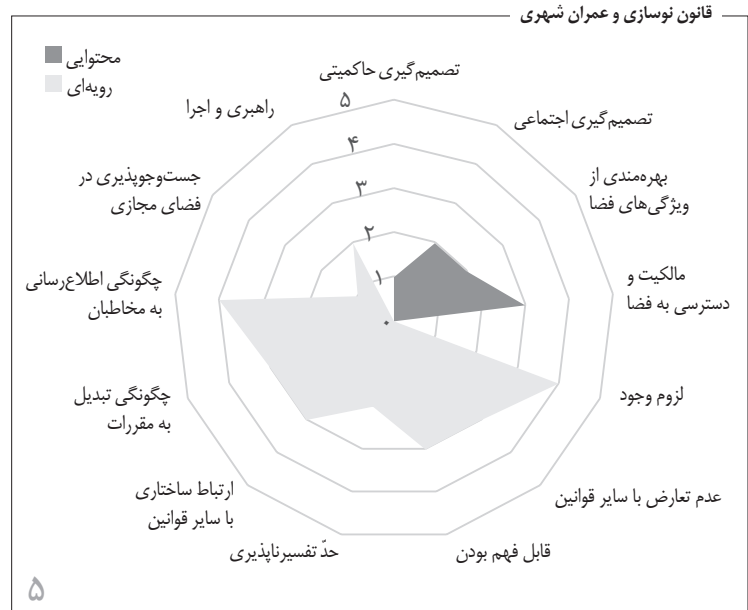 قانون نوسازی و عمران شهری
محتوایی
رویه‌ای
تصمیم‌گیری حاکمیتی
تصمیم‌گیری اجتماعی
بهره‌مندی از
ویژگی‌های فضا
مالکیت و
دسترسی به فضا
لزوم وجود
عدم تعارض با سایر قوانین
قابل فهم بودن
حدّ تفسیرناپذیری
ارتباط ساختاری
با سایر قوانین
چگونگی تبدیل
به مقررات
چگونگی اطلاع‌رسانی
به مخاطبان
جست‌وجوپذیری در
فضای مجازی
راهبری و اجرا
۵
۴
۳
۲
۱
۰
۵